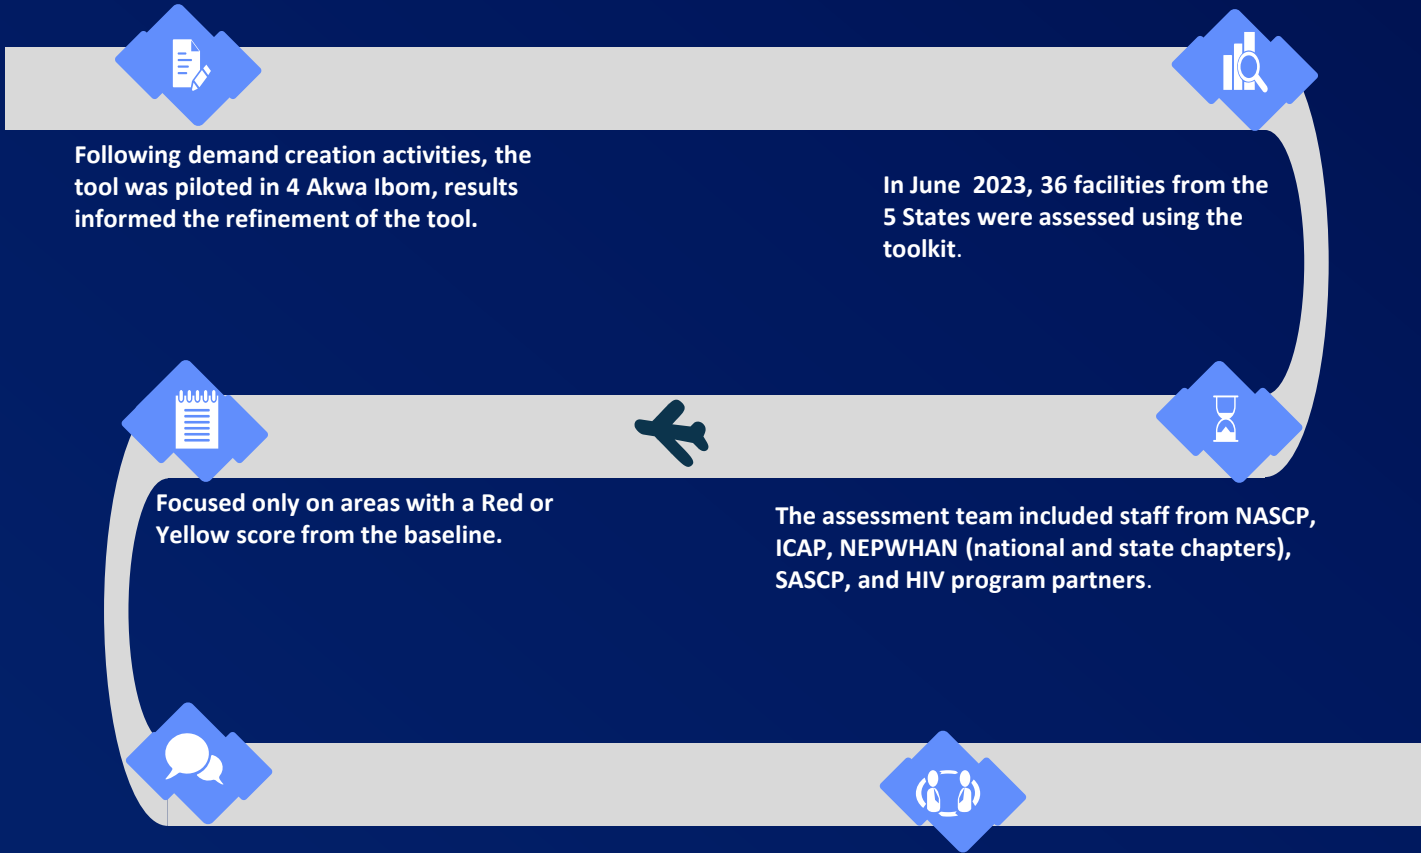 Following demand creation activities, the
tool was piloted in 4 Akwa Ibom, results
informed the refinement of the tool.
In June  2023, 36 facilities from the
5 States were assessed using the
toolkit.
The assessment team included staff from NASCP,
ICAP, NEPWHAN (national and state chapters),
SASCP, and HIV program partners.
Focused only on areas with a Red or
Yellow score from the baseline.